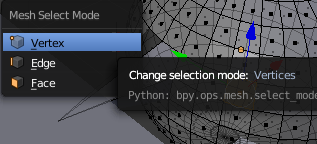 Mesh Select Mode
Vertex
Edge
Face
Change selection mode: Vertices
Python: bpy.ops.mesh.select_mode